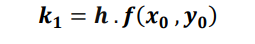 k₁ = h . f(x₀ , y₀)